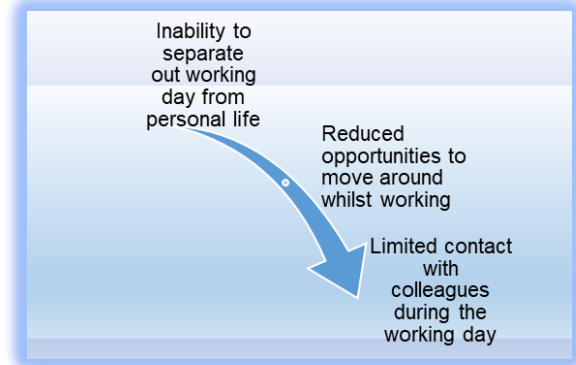 Inability to
separate
out working
day from
personal life
Reduced
opportunities to
move around
whilst working
Limited contact
with
colleagues
during the
working day